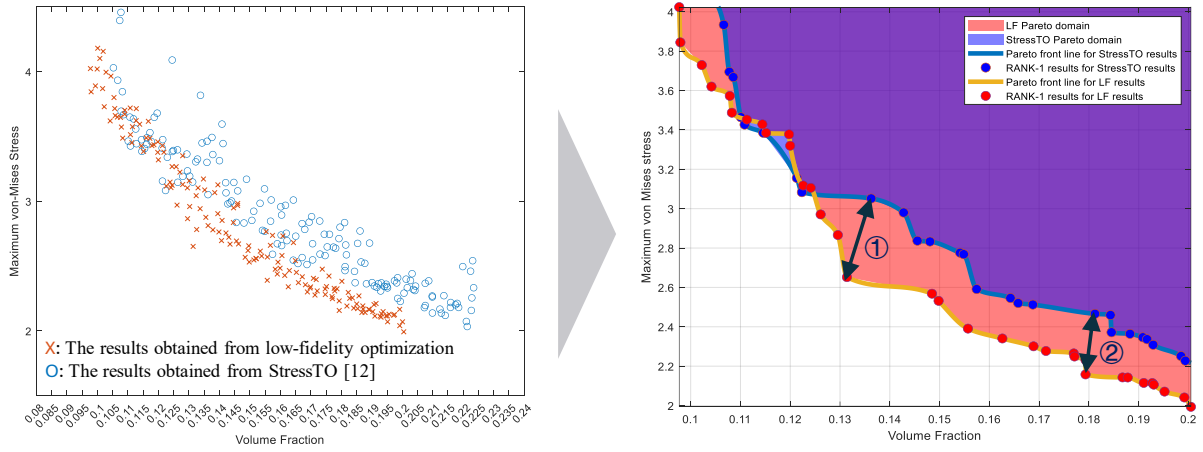 Maximum von-Mises Stress
4
3
2
X: The results obtained from low-fidelity optimization
O: The results obtained from StressTO [12]
0.08 0.085 0.09 0.095 0.1 0.105 0.11 0.115 0.12 0.125 0.13 0.135 0.14 0.145 0.15 0.155 0.16 0.165 0.17 0.175 0.18 0.185 0.19 0.195 0.2 0.205 0.21 0.215 0.22 0.225 0.23 0.235 0.24
Volume Fraction
Maximum von Mises stress
4
3.8
3.6
3.4
3.2
3
2.8
2.6
2.4
2.2
2
LF Pareto domain
StressTO Pareto domain
Pareto front line for StressTO results
RANK-1 results for StressTO results
Pareto front line for LF results
RANK-1 results for LF results
①
②
0.1 0.11 0.12 0.13 0.14 0.15 0.16 0.17 0.18 0.19 0.2
Volume Fraction